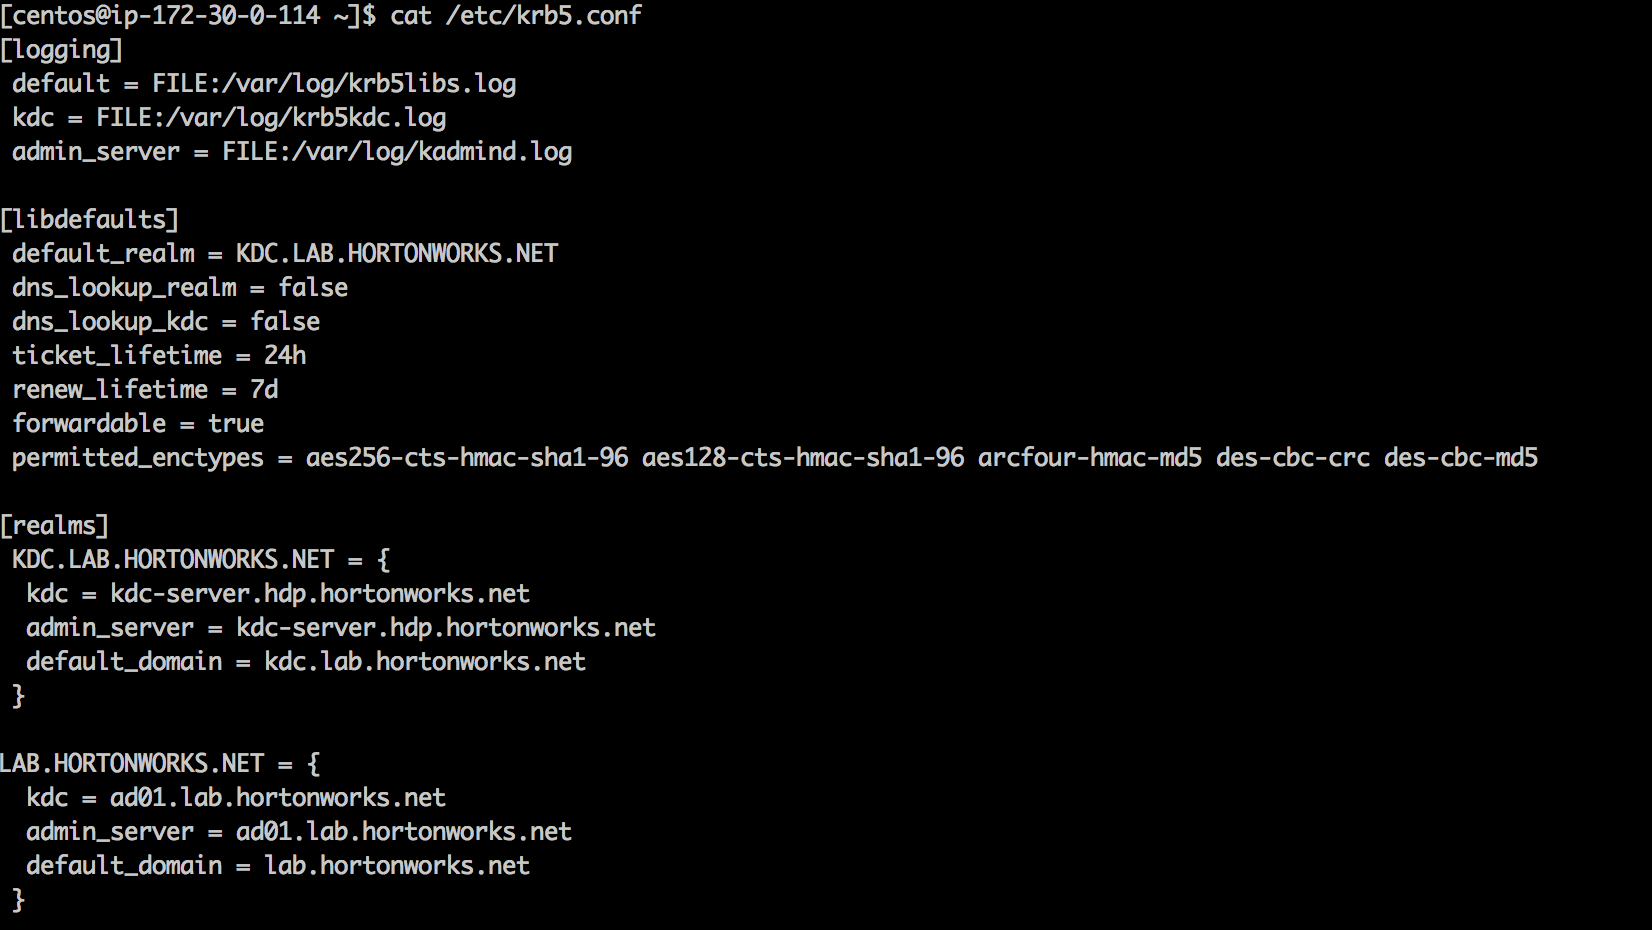 [centos@ip-172-30-0-114 ~]$ cat /etc/krb5.conf
[logging]
default = FILE:/var/log/krb5libs.log
kdc = FILE:/var/log/krb5kdc.log
admin_server = FILE:/var/log/kadmind.log
[libdefaults]
default_realm = KDC.LAB.HORTONWORKS.NET
dns_lookup_realm = false
dns_lookup_kdc = false
ticket_lifetime = 24h
renew_lifetime = 7d
forwardable = true
permitted_enctypes = aes256-cts-hmac-sha1-96 aes128-cts-hmac-sha1-96 arcfour-hmac-md5 des-cbc-crc des-cbc-md5
[realms]
KDC.LAB.HORTONWORKS.NET = {
kdc = kdc-server.hdp.hortonworks.net
admin_server = kdc-server.hdp.hortonworks.net
default_domain = kdc.lab.hortonworks.net
}
LAB.HORTONWORKS.NET = {
kdc = ad01.lab.hortonworks.net
admin_server = ad01.lab.hortonworks.net
default_domain = lab.hortonworks.net
}